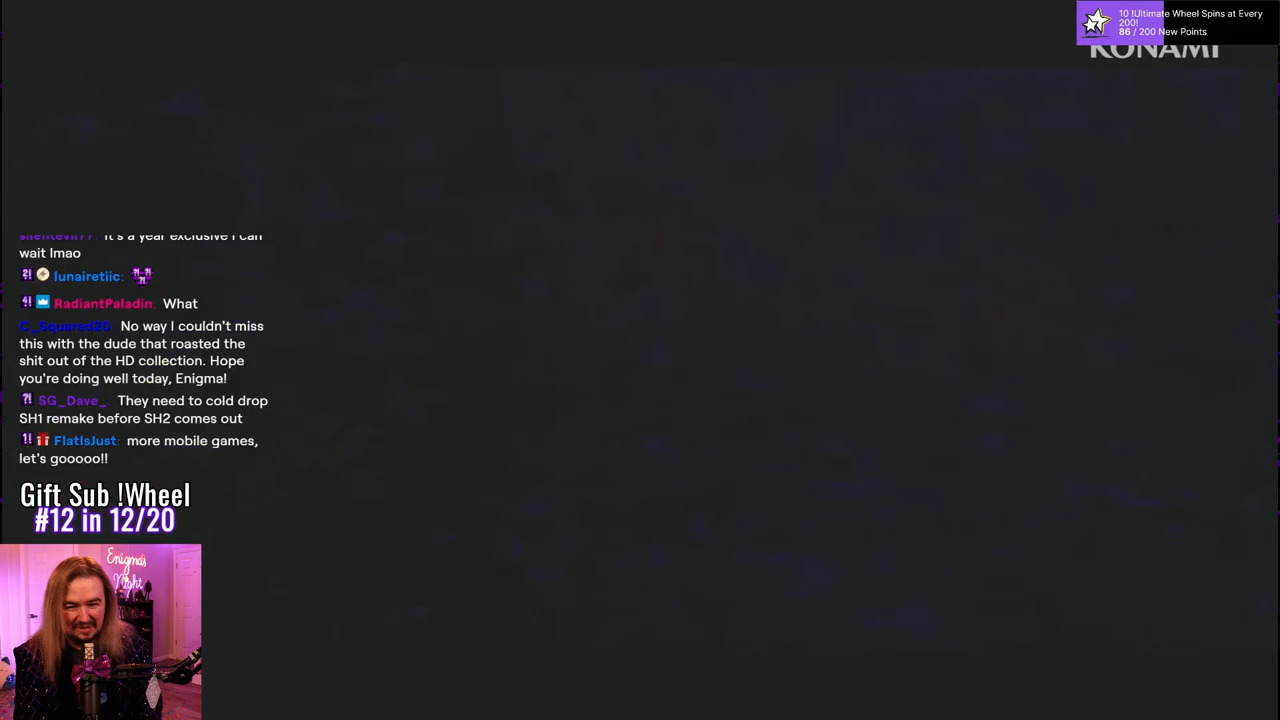 10 !Ultimate Wheel Spins at Every
200!
86 / 200 New Points
KONAMI
silentevil77: It's a year exclusive I can
wait lmao
lunairetiic:
RadiantPaladin: What
C_Squared20 No way I couldn't miss
this with the dude that roasted the
shit out of the HD collection. Hope
you're doing well today, Enigma!
SG_Dave_ They need to cold drop
SH1 remake before SH2 comes out
FlatIsJust: more mobile games,
let's gooooo!!
Gift Sub !Wheel
#12 in 12/20
Enigma's
Night